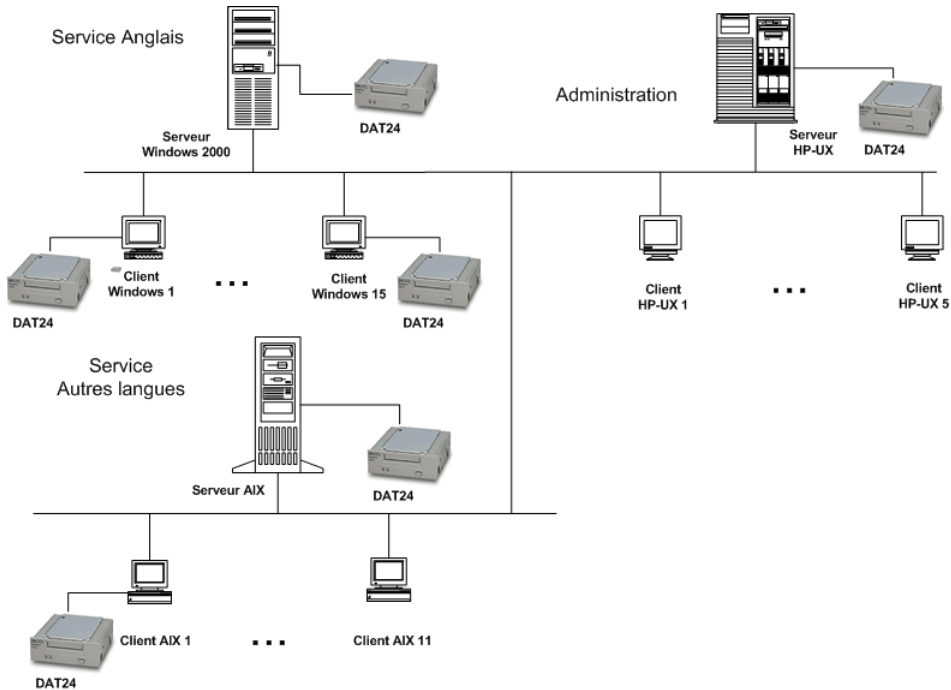 Service Anglais
DAT24
Serveur
Windows 2000
Administration
Serveur
HP-UX
DAT24
DAT24
Client
Windows 1
...
Client
Windows 15
DAT24
Client
HP-UX 1
...
Client
HP-UX 5
Service
Autres langues
Serveur AIX
DAT24
DAT24
Client AIX 1
...
Client AIX 11